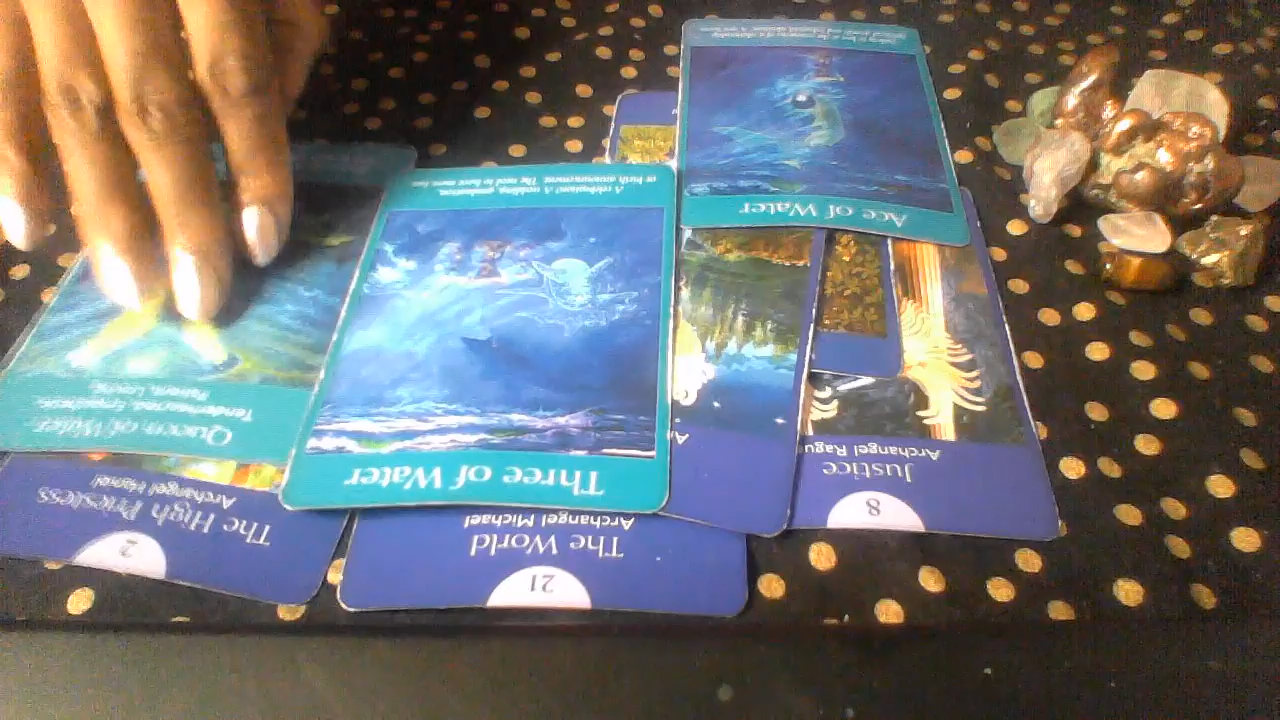 Ace of Water
A celebration! A wedding, graduation,
or birth announcement. The need to have more fun.
Three of Water
Queen of Water
Tenderhearted, Empathetic,
Patient, Loving.
2
The High Priestess
Archangel Haniel
21
The World
Archangel Michael
8
Justice
Archangel Rague